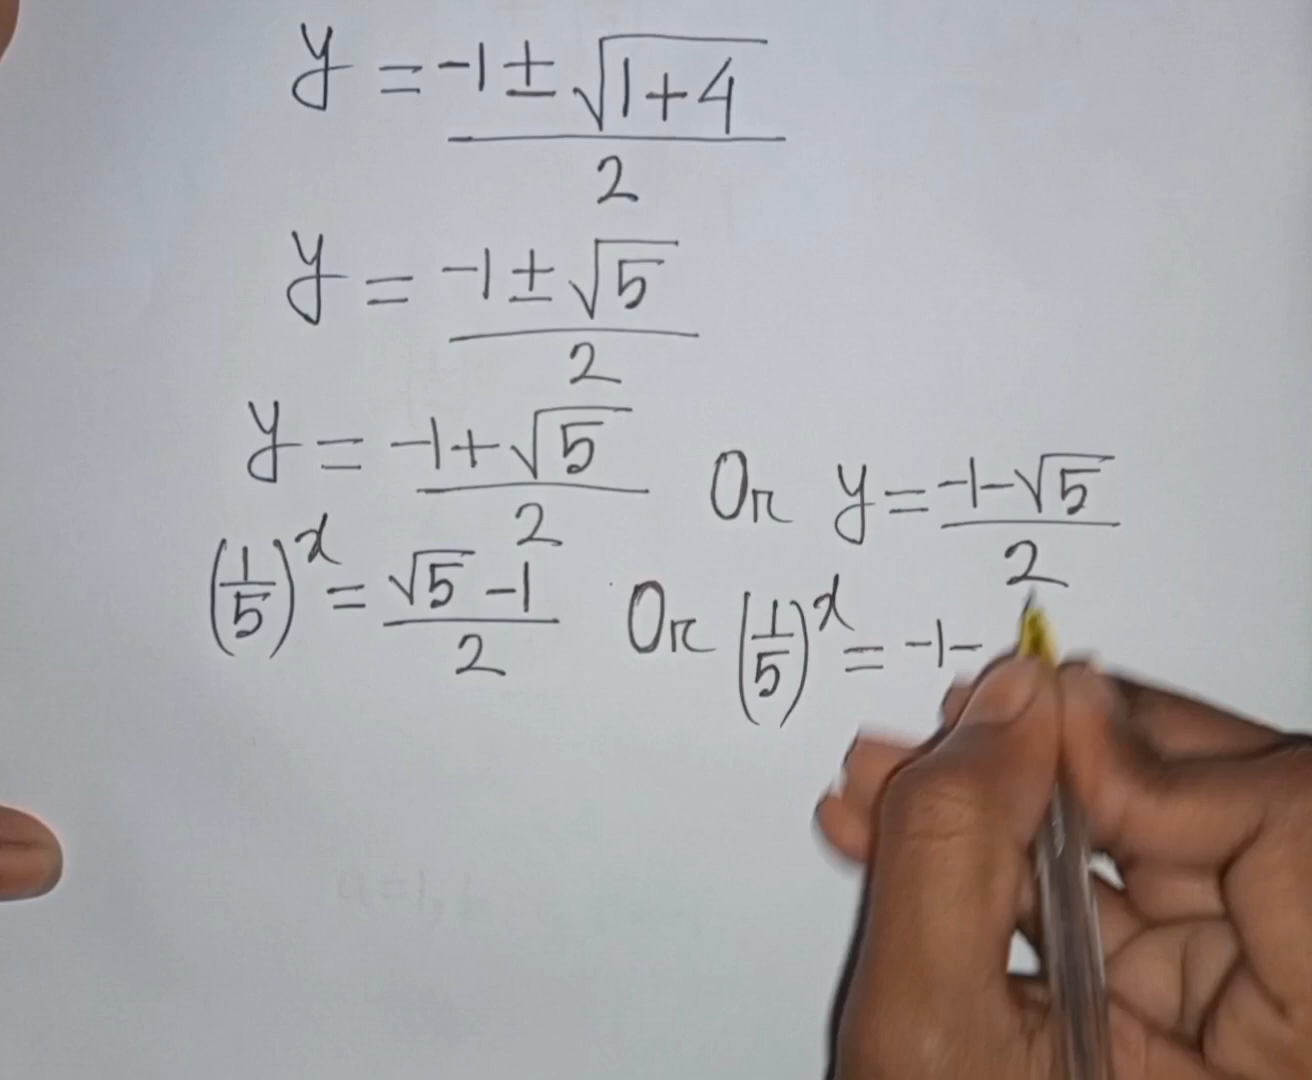 y = (-1 ± √(1+4)) / 2
y = (-1 ± √5) / 2
y = (-1 + √5) / 2 Or y = (-1 - √5) / 2
(1/5)^x = (√5 - 1) / 2 Or (1/5)^x = -1 -